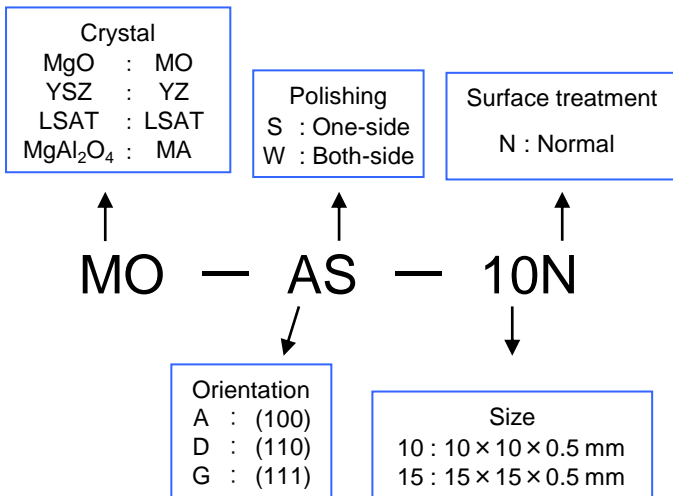 Crystal
MgO : MO
YSZ : YZ
LSAT : LSAT
MgAl₂O₄ : MA
Polishing
S : One-side
W : Both-side
Surface treatment
N : Normal
MO — AS — 10N
Orientation
A : (100)
D : (110)
G : (111)
Size
10 : 10×10×0.5 mm
15 : 15×15×0.5 mm